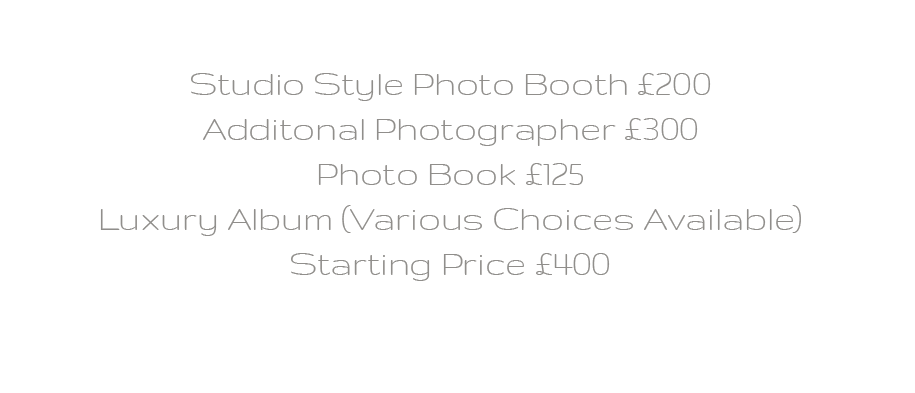 Studio Style Photo Booth £200
Additonal Photographer £300
Photo Book £125
Luxury Album (Various Choices Available)
Starting Price £400